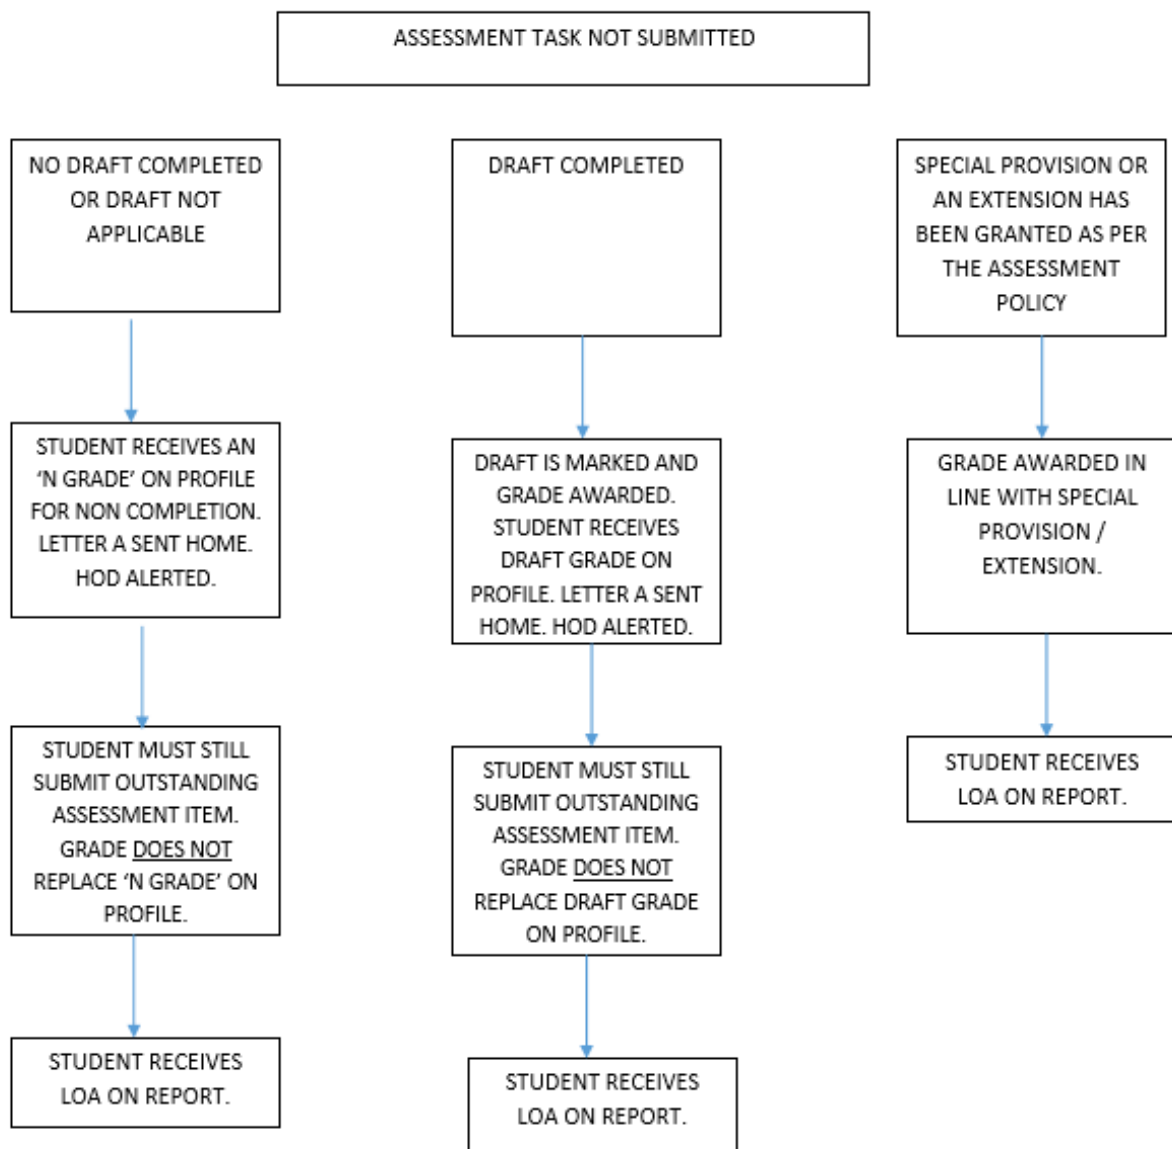 ASSESSMENT TASK NOT SUBMITTED
NO DRAFT COMPLETED
OR DRAFT NOT
APPLICABLE
STUDENT RECEIVES AN
‘N GRADE’ ON PROFILE
FOR NON COMPLETION.
LETTER A SENT HOME.
HOD ALERTED.
STUDENT MUST STILL
SUBMIT OUTSTANDING
ASSESSMENT ITEM.
GRADE DOES NOT
REPLACE ‘N GRADE’ ON
PROFILE.
STUDENT RECEIVES
LOA ON REPORT.
DRAFT COMPLETED
DRAFT IS MARKED AND
GRADE AWARDED.
STUDENT RECEIVES
DRAFT GRADE ON
PROFILE. LETTER A SENT
HOME. HOD ALERTED.
STUDENT MUST STILL
SUBMIT OUTSTANDING
ASSESSMENT ITEM.
GRADE DOES NOT
REPLACE DRAFT GRADE
ON PROFILE.
STUDENT RECEIVES
LOA ON REPORT.
SPECIAL PROVISION OR
AN EXTENSION HAS
BEEN GRANTED AS PER
THE ASSESSMENT
POLICY
GRADE AWARDED IN
LINE WITH SPECIAL
PROVISION /
EXTENSION.
STUDENT RECEIVES
LOA ON REPORT.